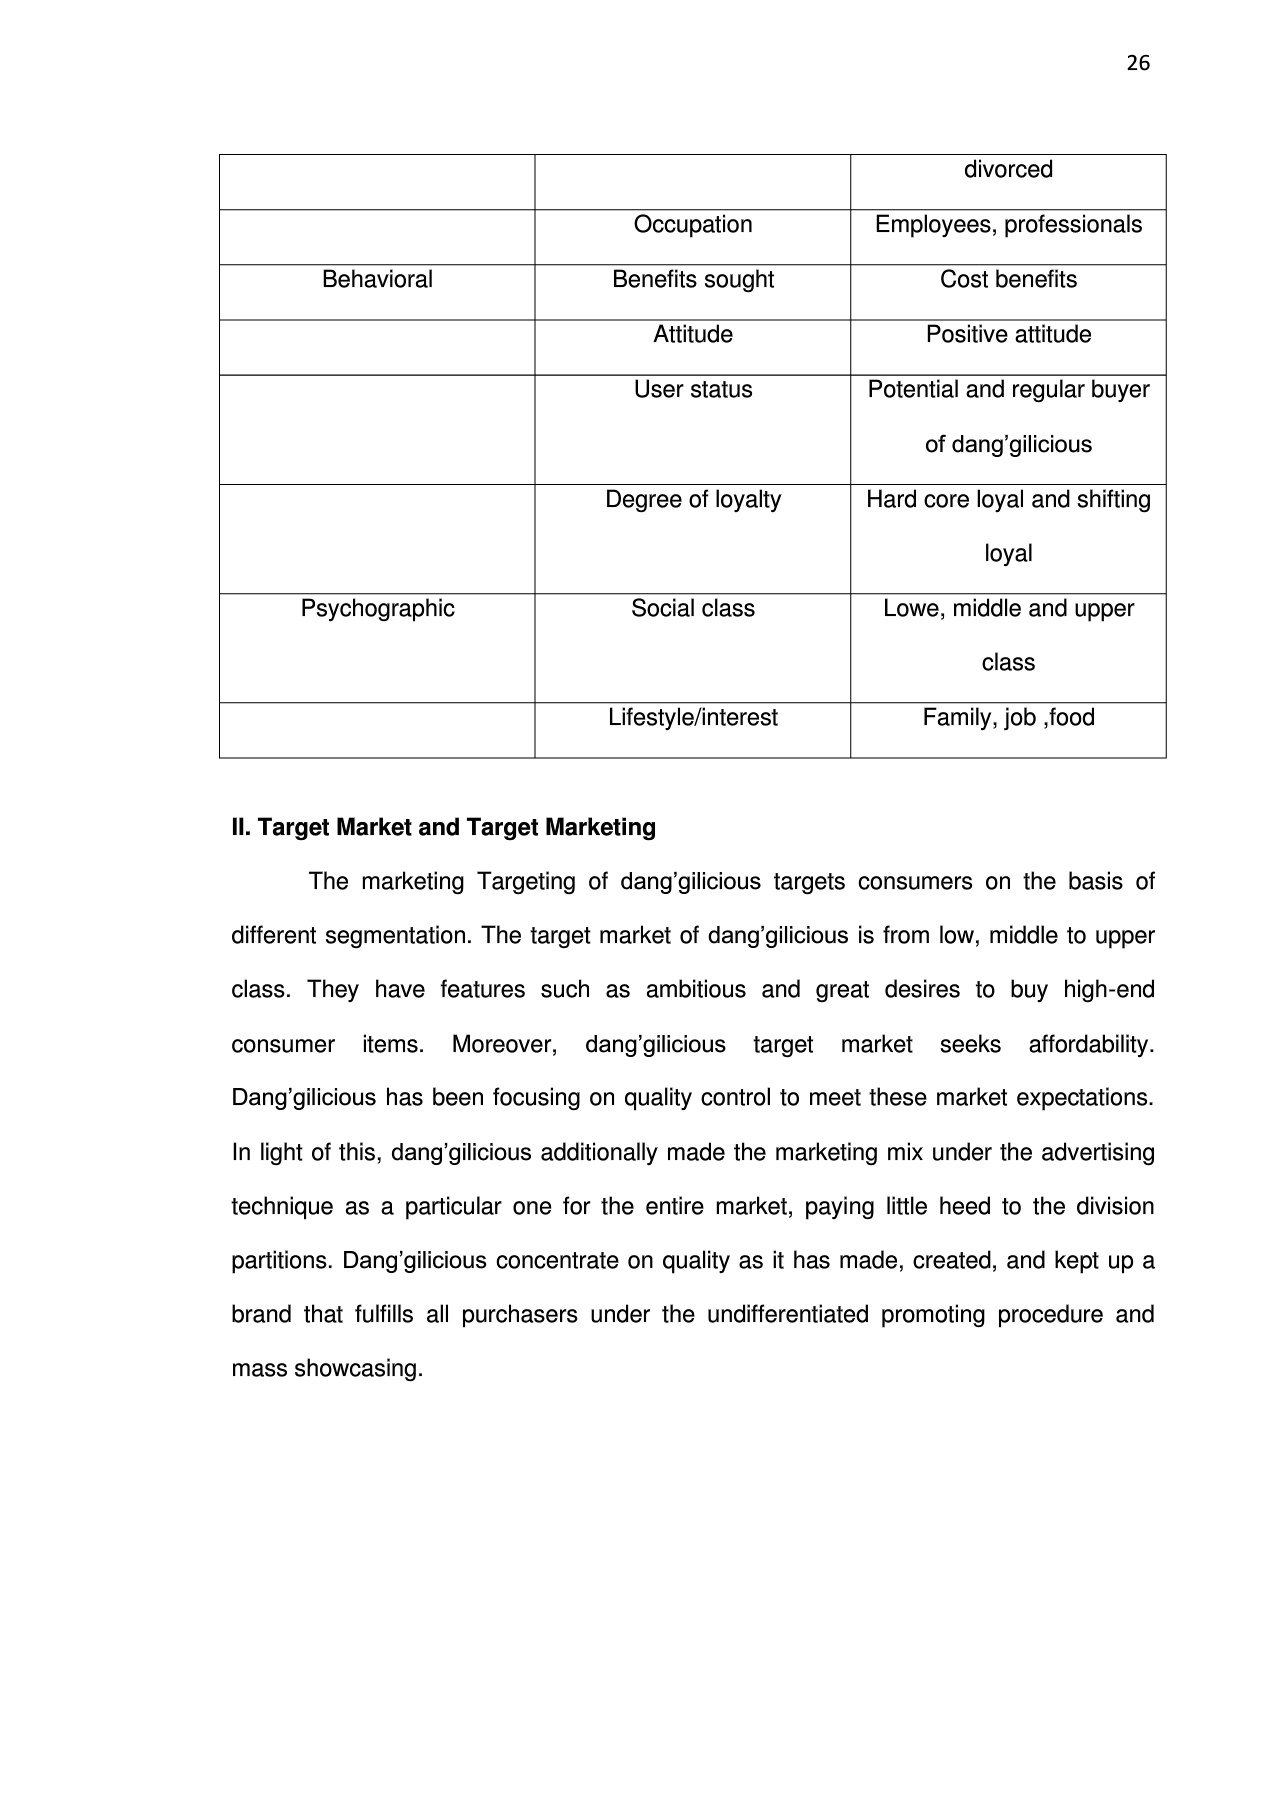 26
divorced
Occupation Employees, professionals
Behavioral Benefits sought Cost benefits
Attitude Positive attitude
User status Potential and regular buyer
of dang’gilicious
Degree of loyalty Hard core loyal and shifting
loyal
Psychographic Social class Lowe, middle and upper
class
Lifestyle/interest Family, job ,food
II. Target Market and Target Marketing
The marketing Targeting of dang’gilicious targets consumers on the basis of
different segmentation. The target market of dang’gilicious is from low, middle to upper
class. They have features such as ambitious and great desires to buy high-end
consumer items. Moreover, dang’gilicious target market seeks affordability.
Dang’gilicious has been focusing on quality control to meet these market expectations.
In light of this, dang’gilicious additionally made the marketing mix under the advertising
technique as a particular one for the entire market, paying little heed to the division
partitions. Dang’gilicious concentrate on quality as it has made, created, and kept up a
brand that fulfills all purchasers under the undifferentiated promoting procedure and
mass showcasing.